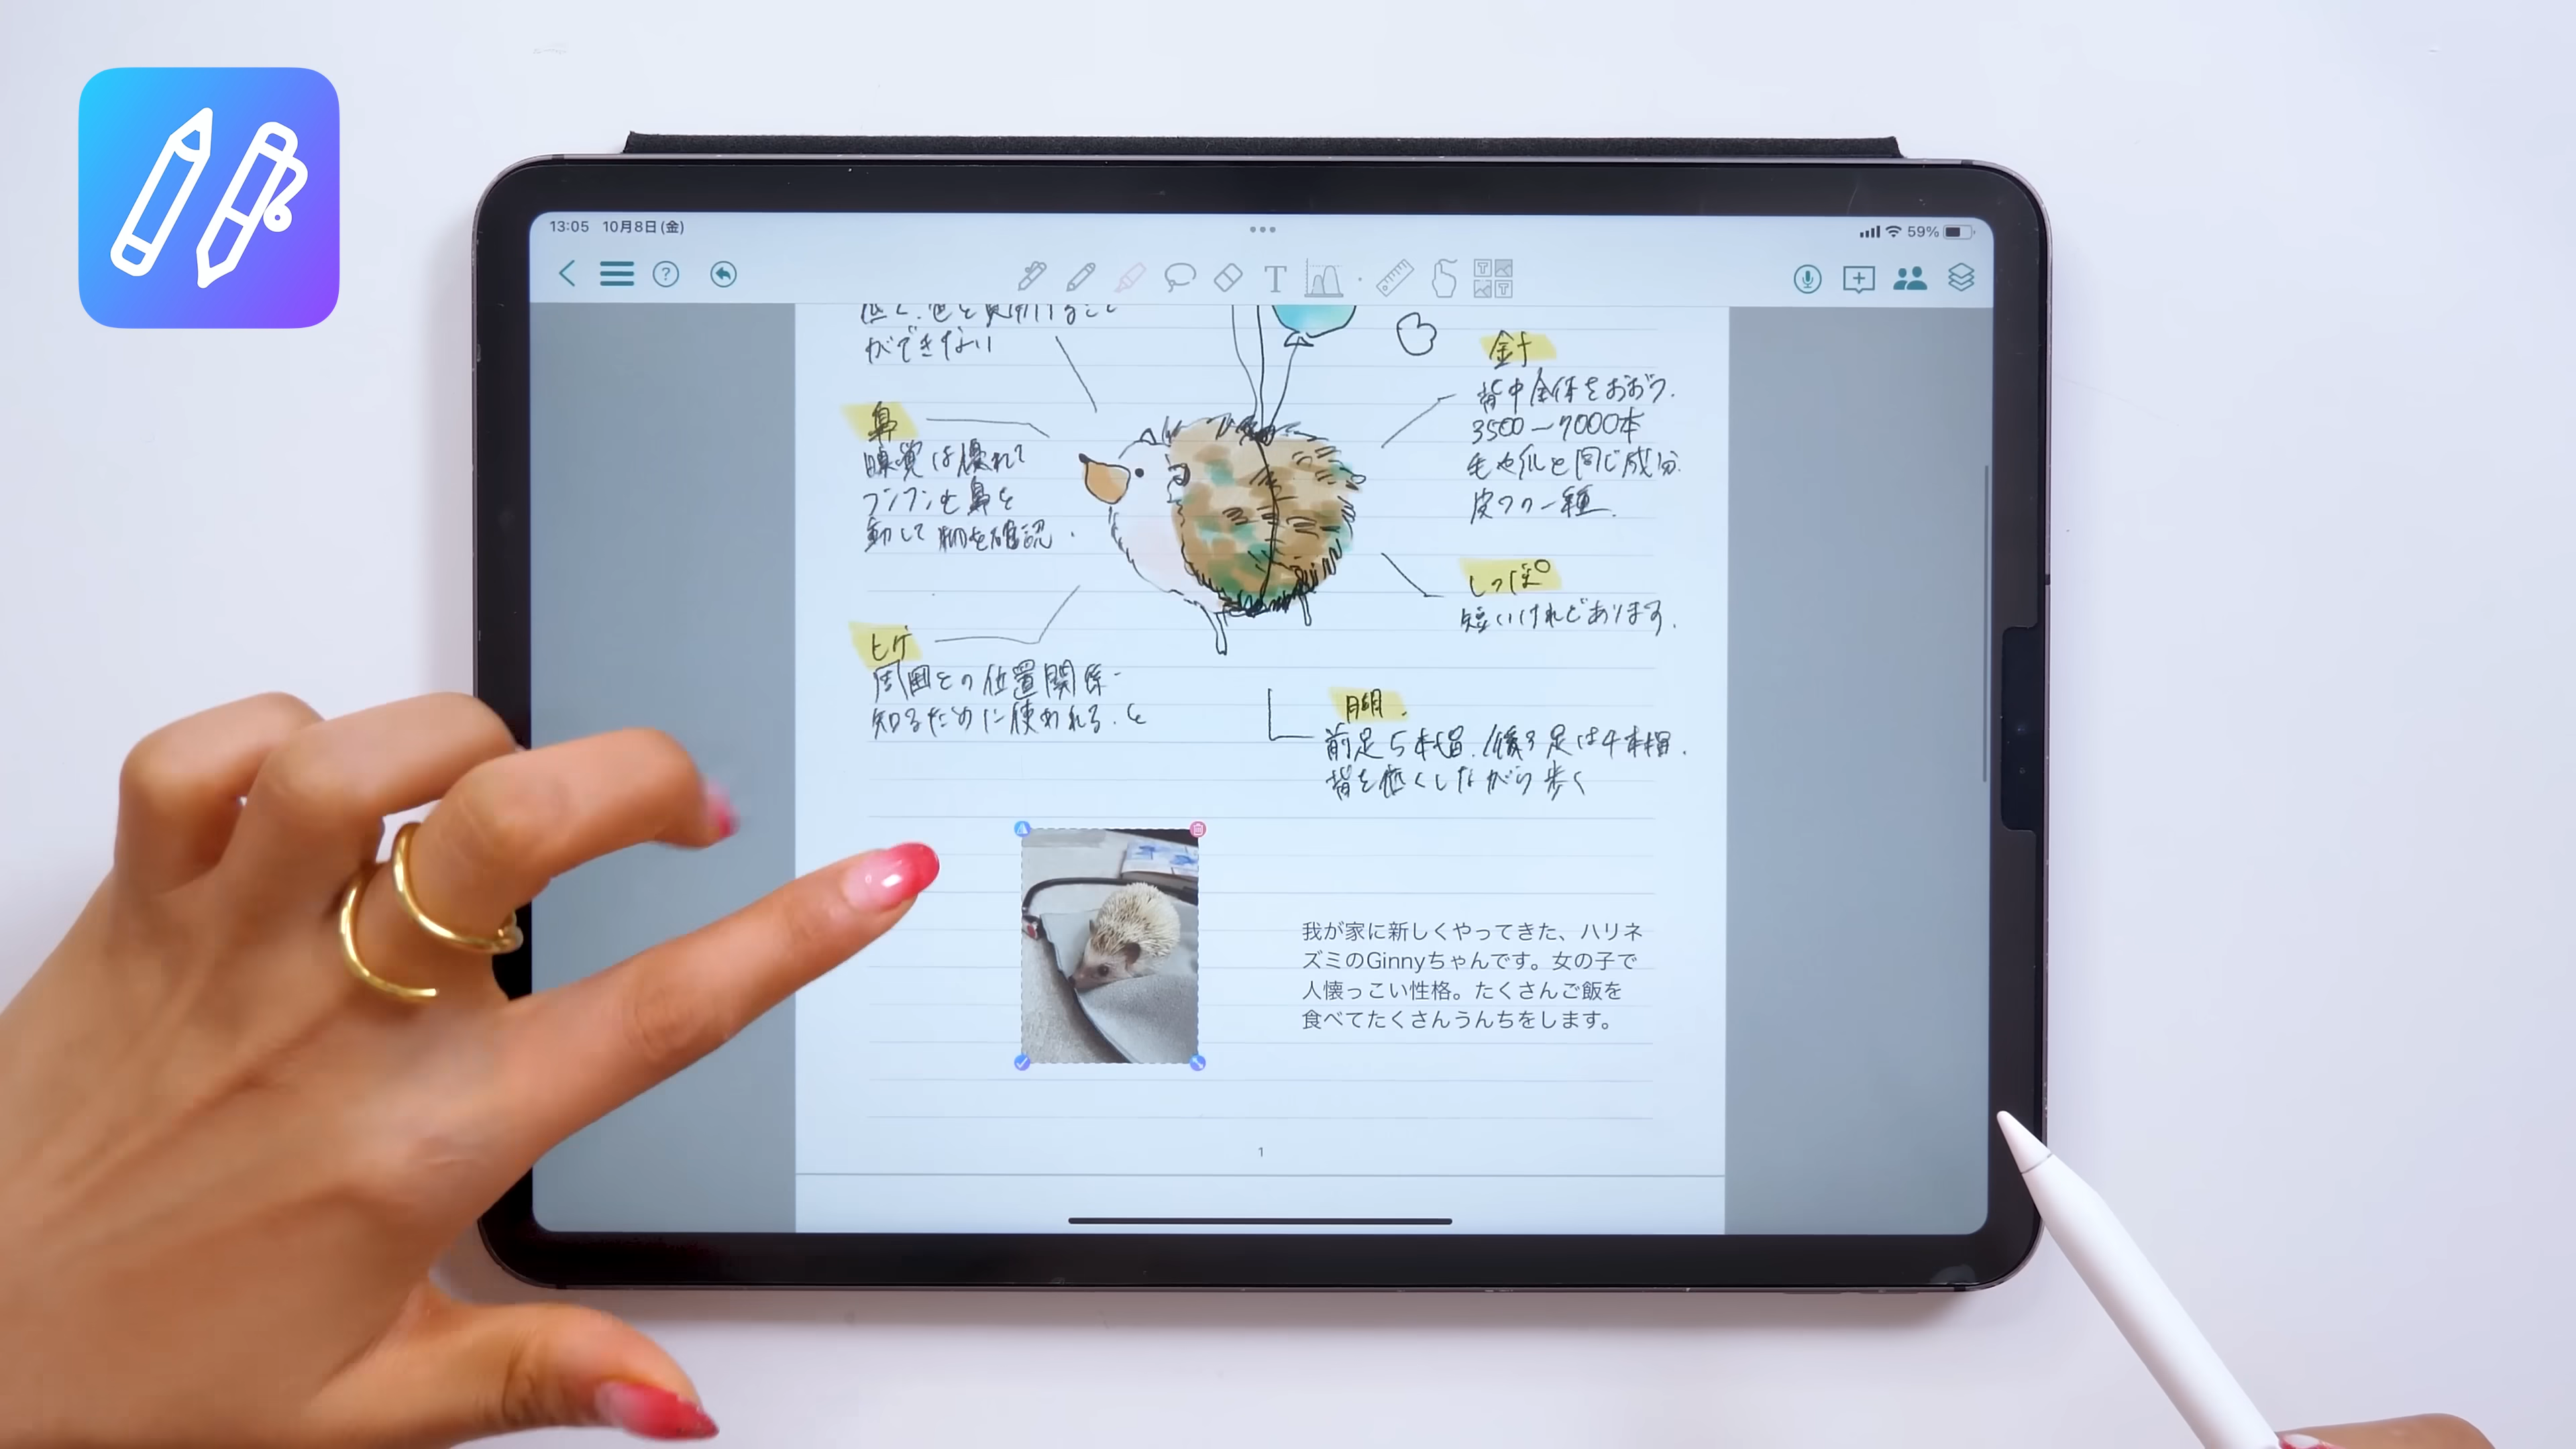 13:05 10月8日(金)
59%
ができない
鼻
嗅覚は優れて
フンフンと鼻を
動して物を確認.
ヒゲ
周囲との位置関係
知るために使われる.
針
背中全体をおおう.
3500〜7000本
毛や爪と同じ成分.
皮フの一種.
しっぽ
短いけれどあります.
脚.
前足5本指.後ろ足は4本指.
背を低くしながら歩く
我が家に新しくやってきた、ハリネ
ズミのGinnyちゃんです。女の子で
人懐っこい性格。たくさんご飯を
食べてたくさんうんちをします。
1